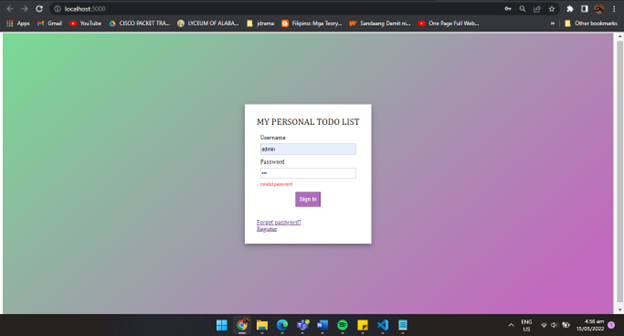 localhost:3000
Apps
Gmail
YouTube
CISCO PACKET TRA...
LYCEUM OF ALABA...
jdrama
Filipino: Mga Teory...
Sandaang Damit ni...
One Page Full Web...
»
Other bookmarks
MY PERSONAL TODO LIST
Username
admin
Password
•••
invalid password
Sign In
Forget password?
Register
ENG
US
4:56 am
15/05/2022